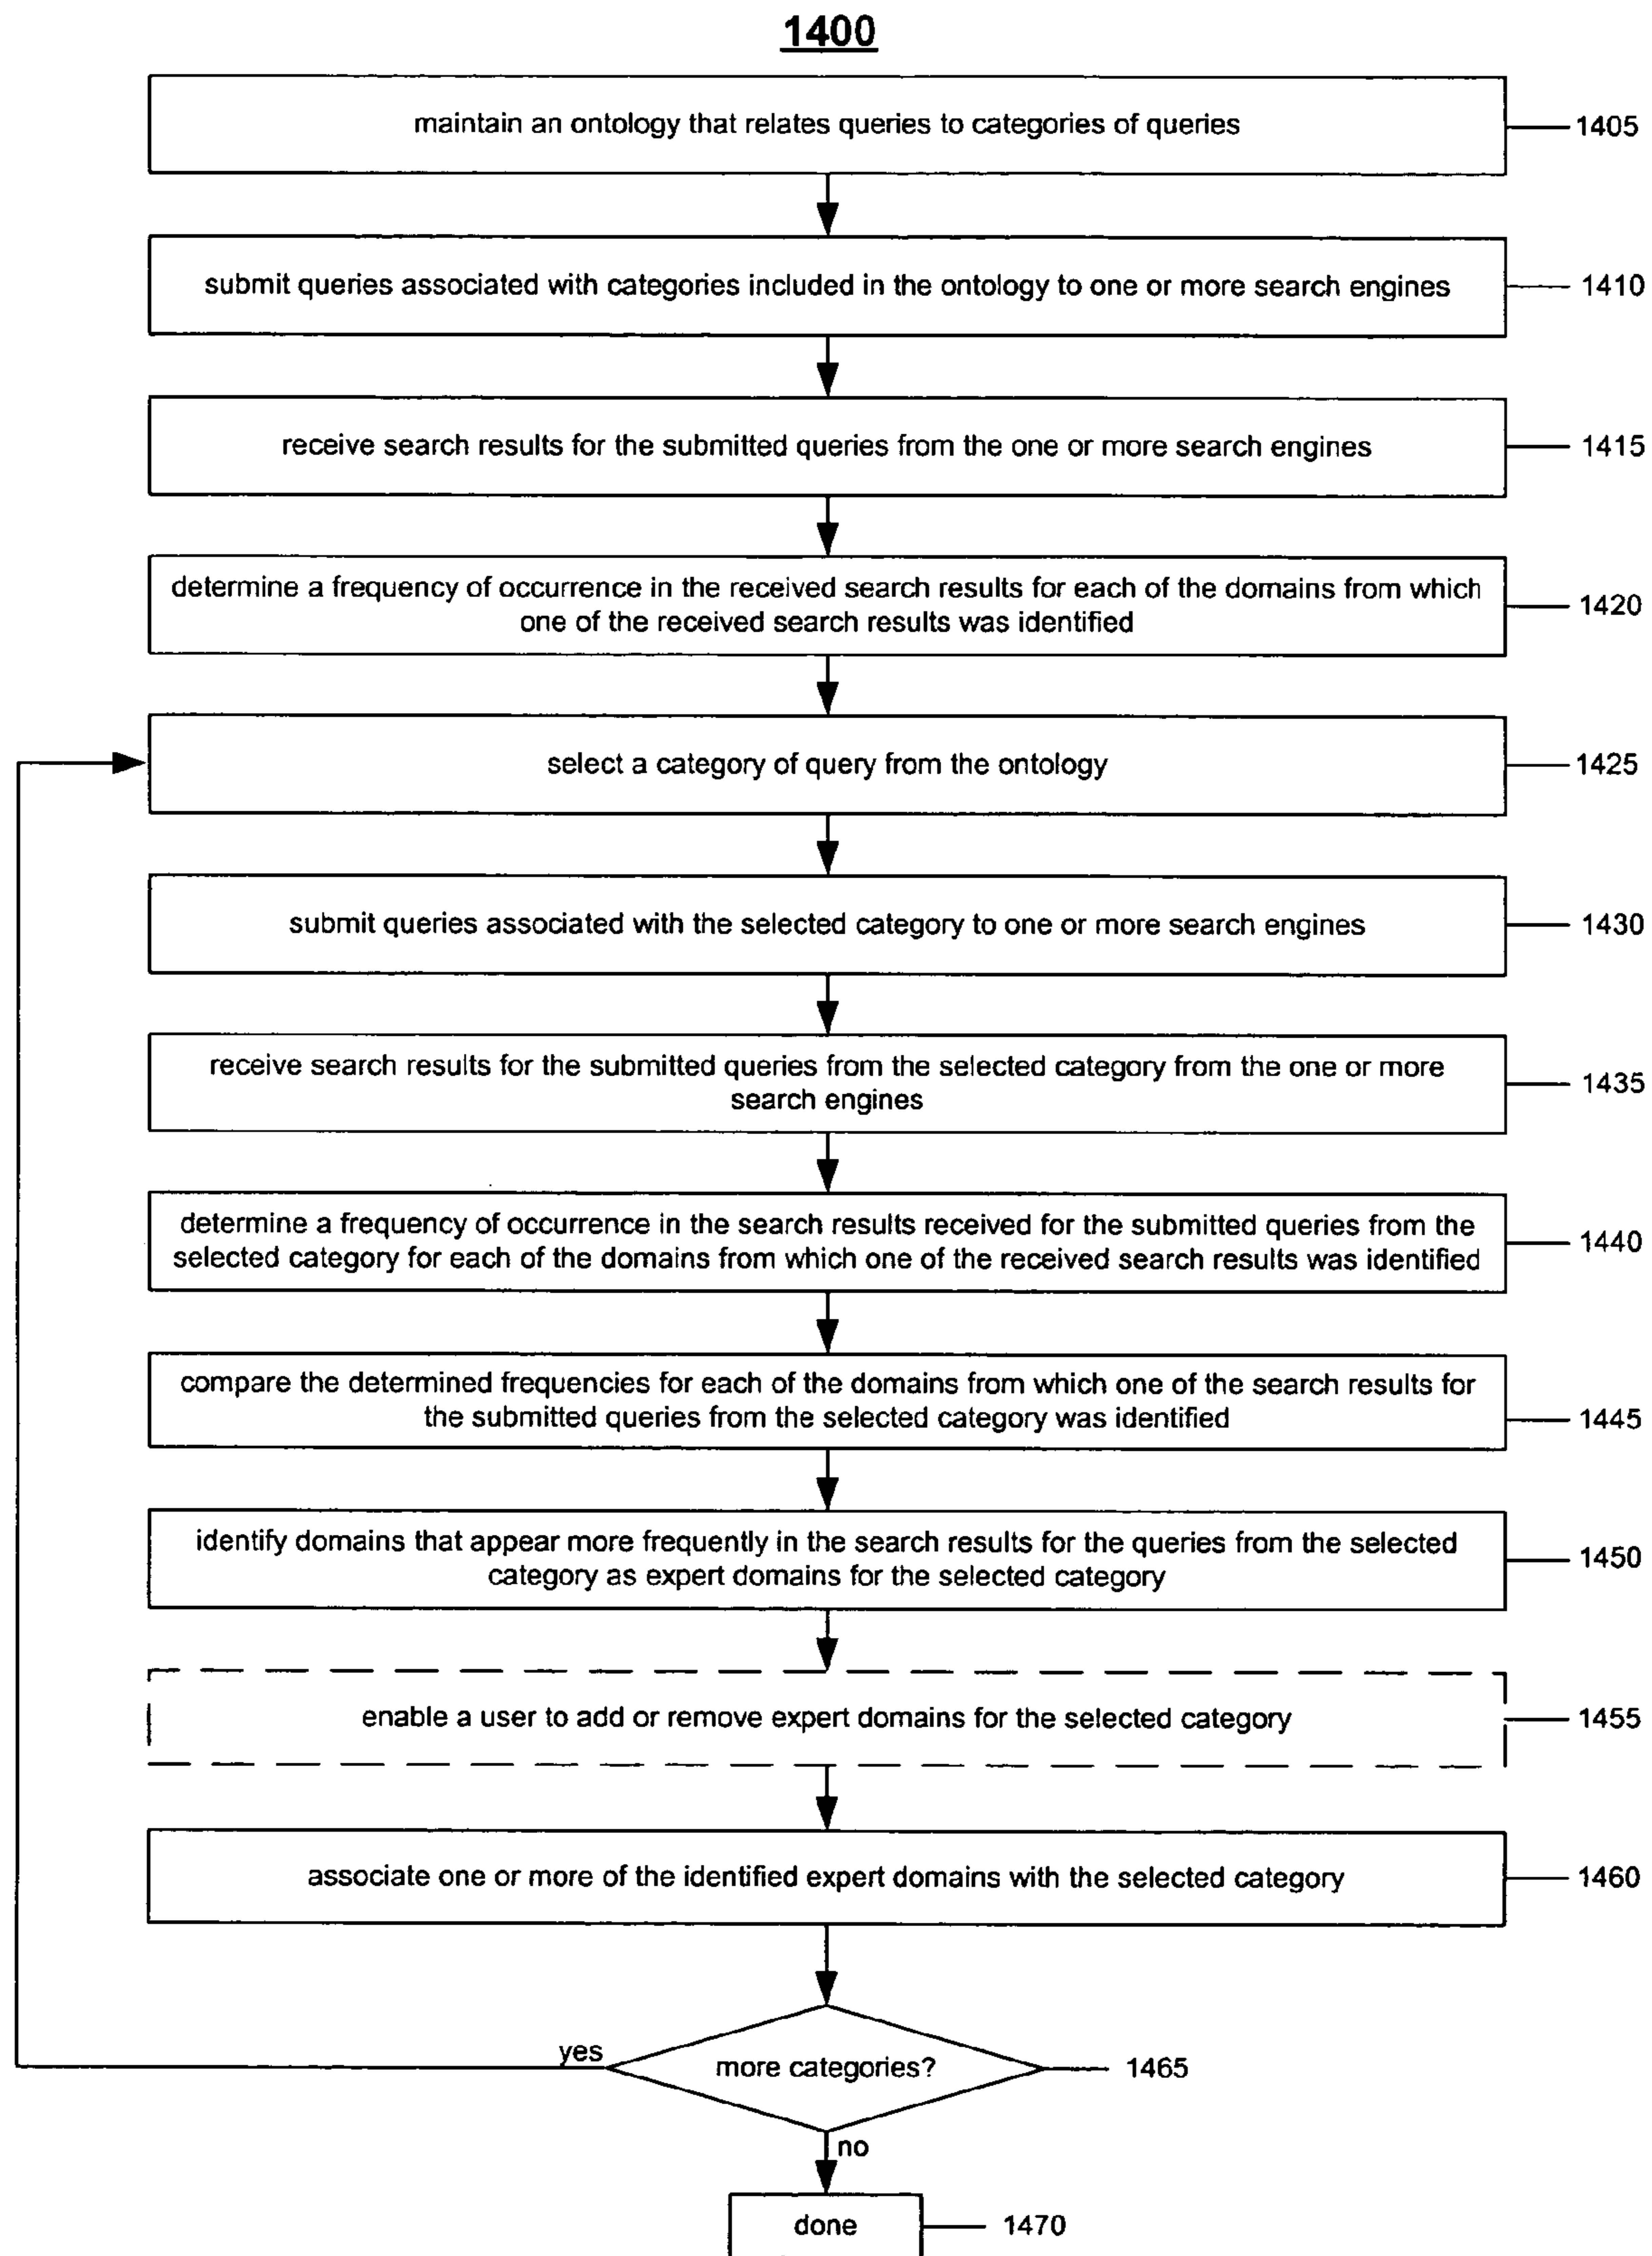 1400
maintain an ontology that relates queries to categories of queries
1405
submit queries associated with categories included in the ontology to one or more search engines
1410
receive search results for the submitted queries from the one or more search engines
1415
determine a frequency of occurrence in the received search results for each of the domains from which
one of the received search results was identified
1420
select a category of query from the ontology
1425
submit queries associated with the selected category to one or more search engines
1430
receive search results for the submitted queries from the selected category from the one or more
search engines
1435
determine a frequency of occurrence in the search results received for the submitted queries from the
selected category for each of the domains from which one of the received search results was identified
1440
compare the determined frequencies for each of the domains from which one of the search results for
the submitted queries from the selected category was identified
1445
identify domains that appear more frequently in the search results for the queries from the selected
category as expert domains for the selected category
1450
enable a user to add or remove expert domains for the selected category
1455
associate one or more of the identified expert domains with the selected category
1460
yes
more categories?
1465
no
done
1470